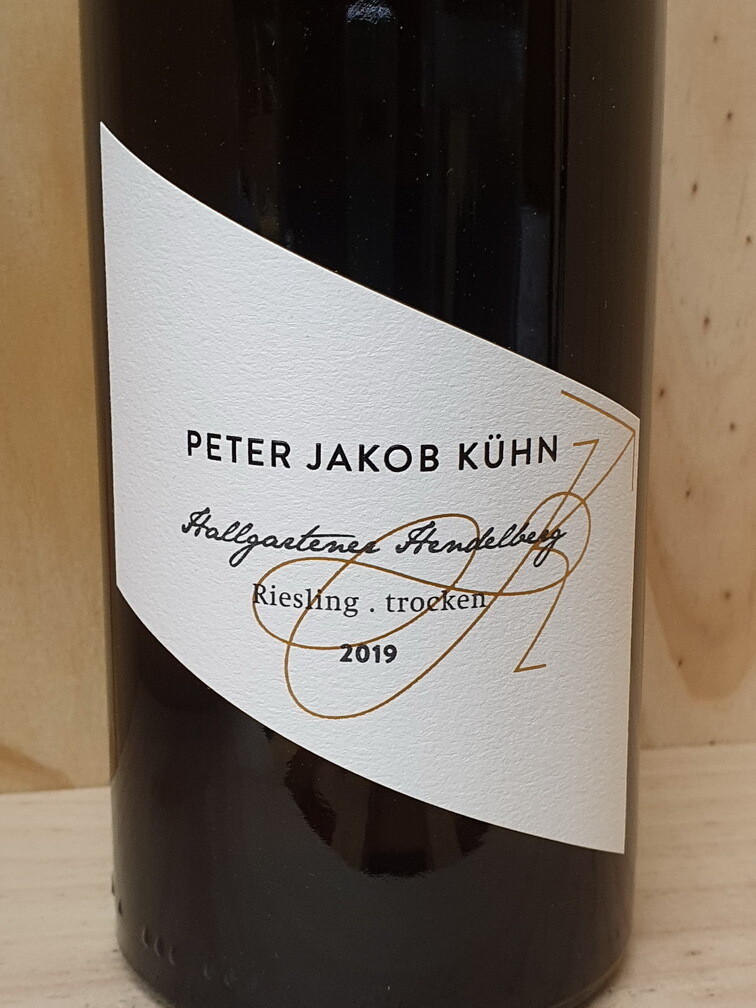 PETER JAKOB KÜHN
Hallgartener Hendelberg
Riesling . trocken
2019